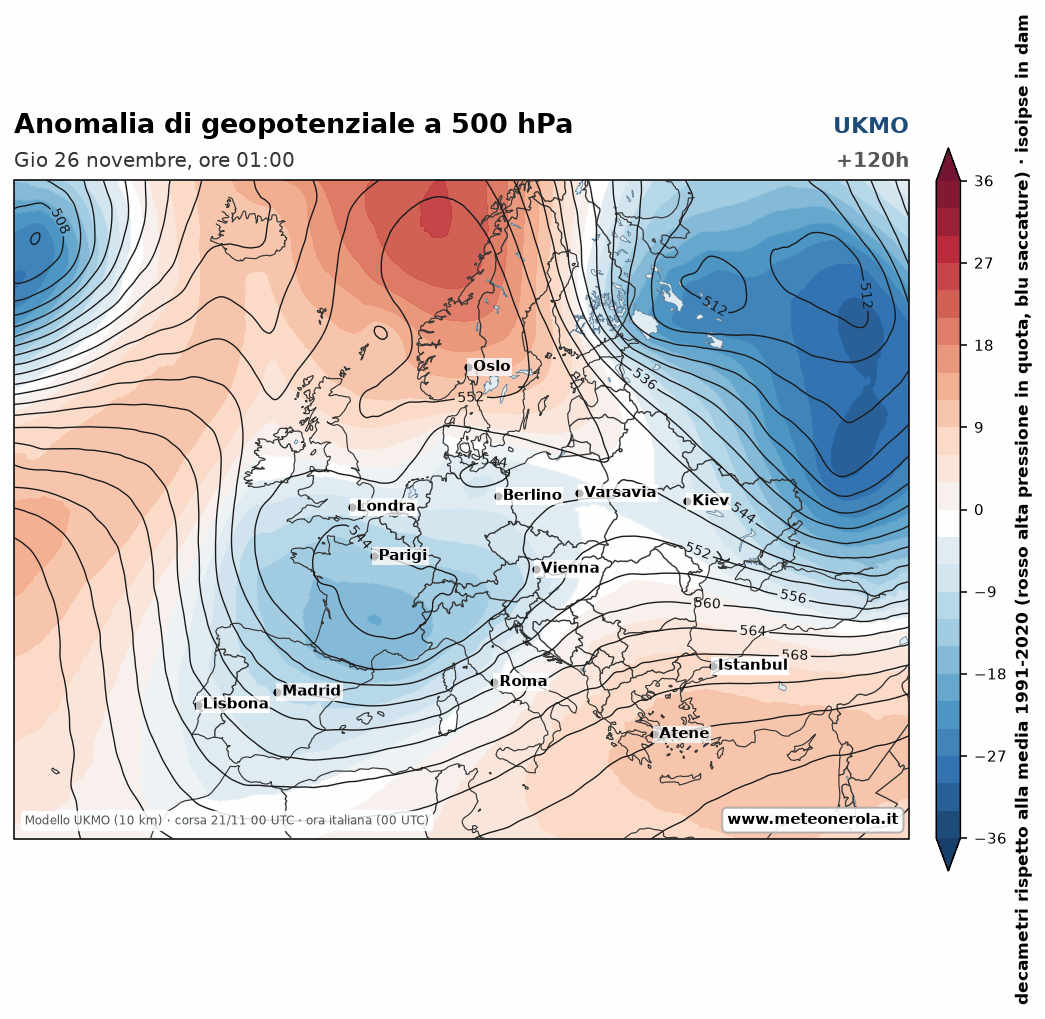 Anomalia di geopotenziale a 500 hPa
UKMO
Gio 26 novembre, ore 01:00
+120h
508
512
512
536
552
544
544
544
552
556
560
564
568
Oslo
Londra
Berlino
Varsavia
Kiev
Parigi
Vienna
Roma
Madrid
Lisbona
Istanbul
Atene
Modello UKMO (10 km) · corsa 21/11 00 UTC · ora italiana (00 UTC)
www.meteonerola.it
36
27
18
9
0
−9
−18
−27
−36
decametri rispetto alla media 1991-2020 (rosso alta pressione in quota, blu saccature) · isoipse in dam